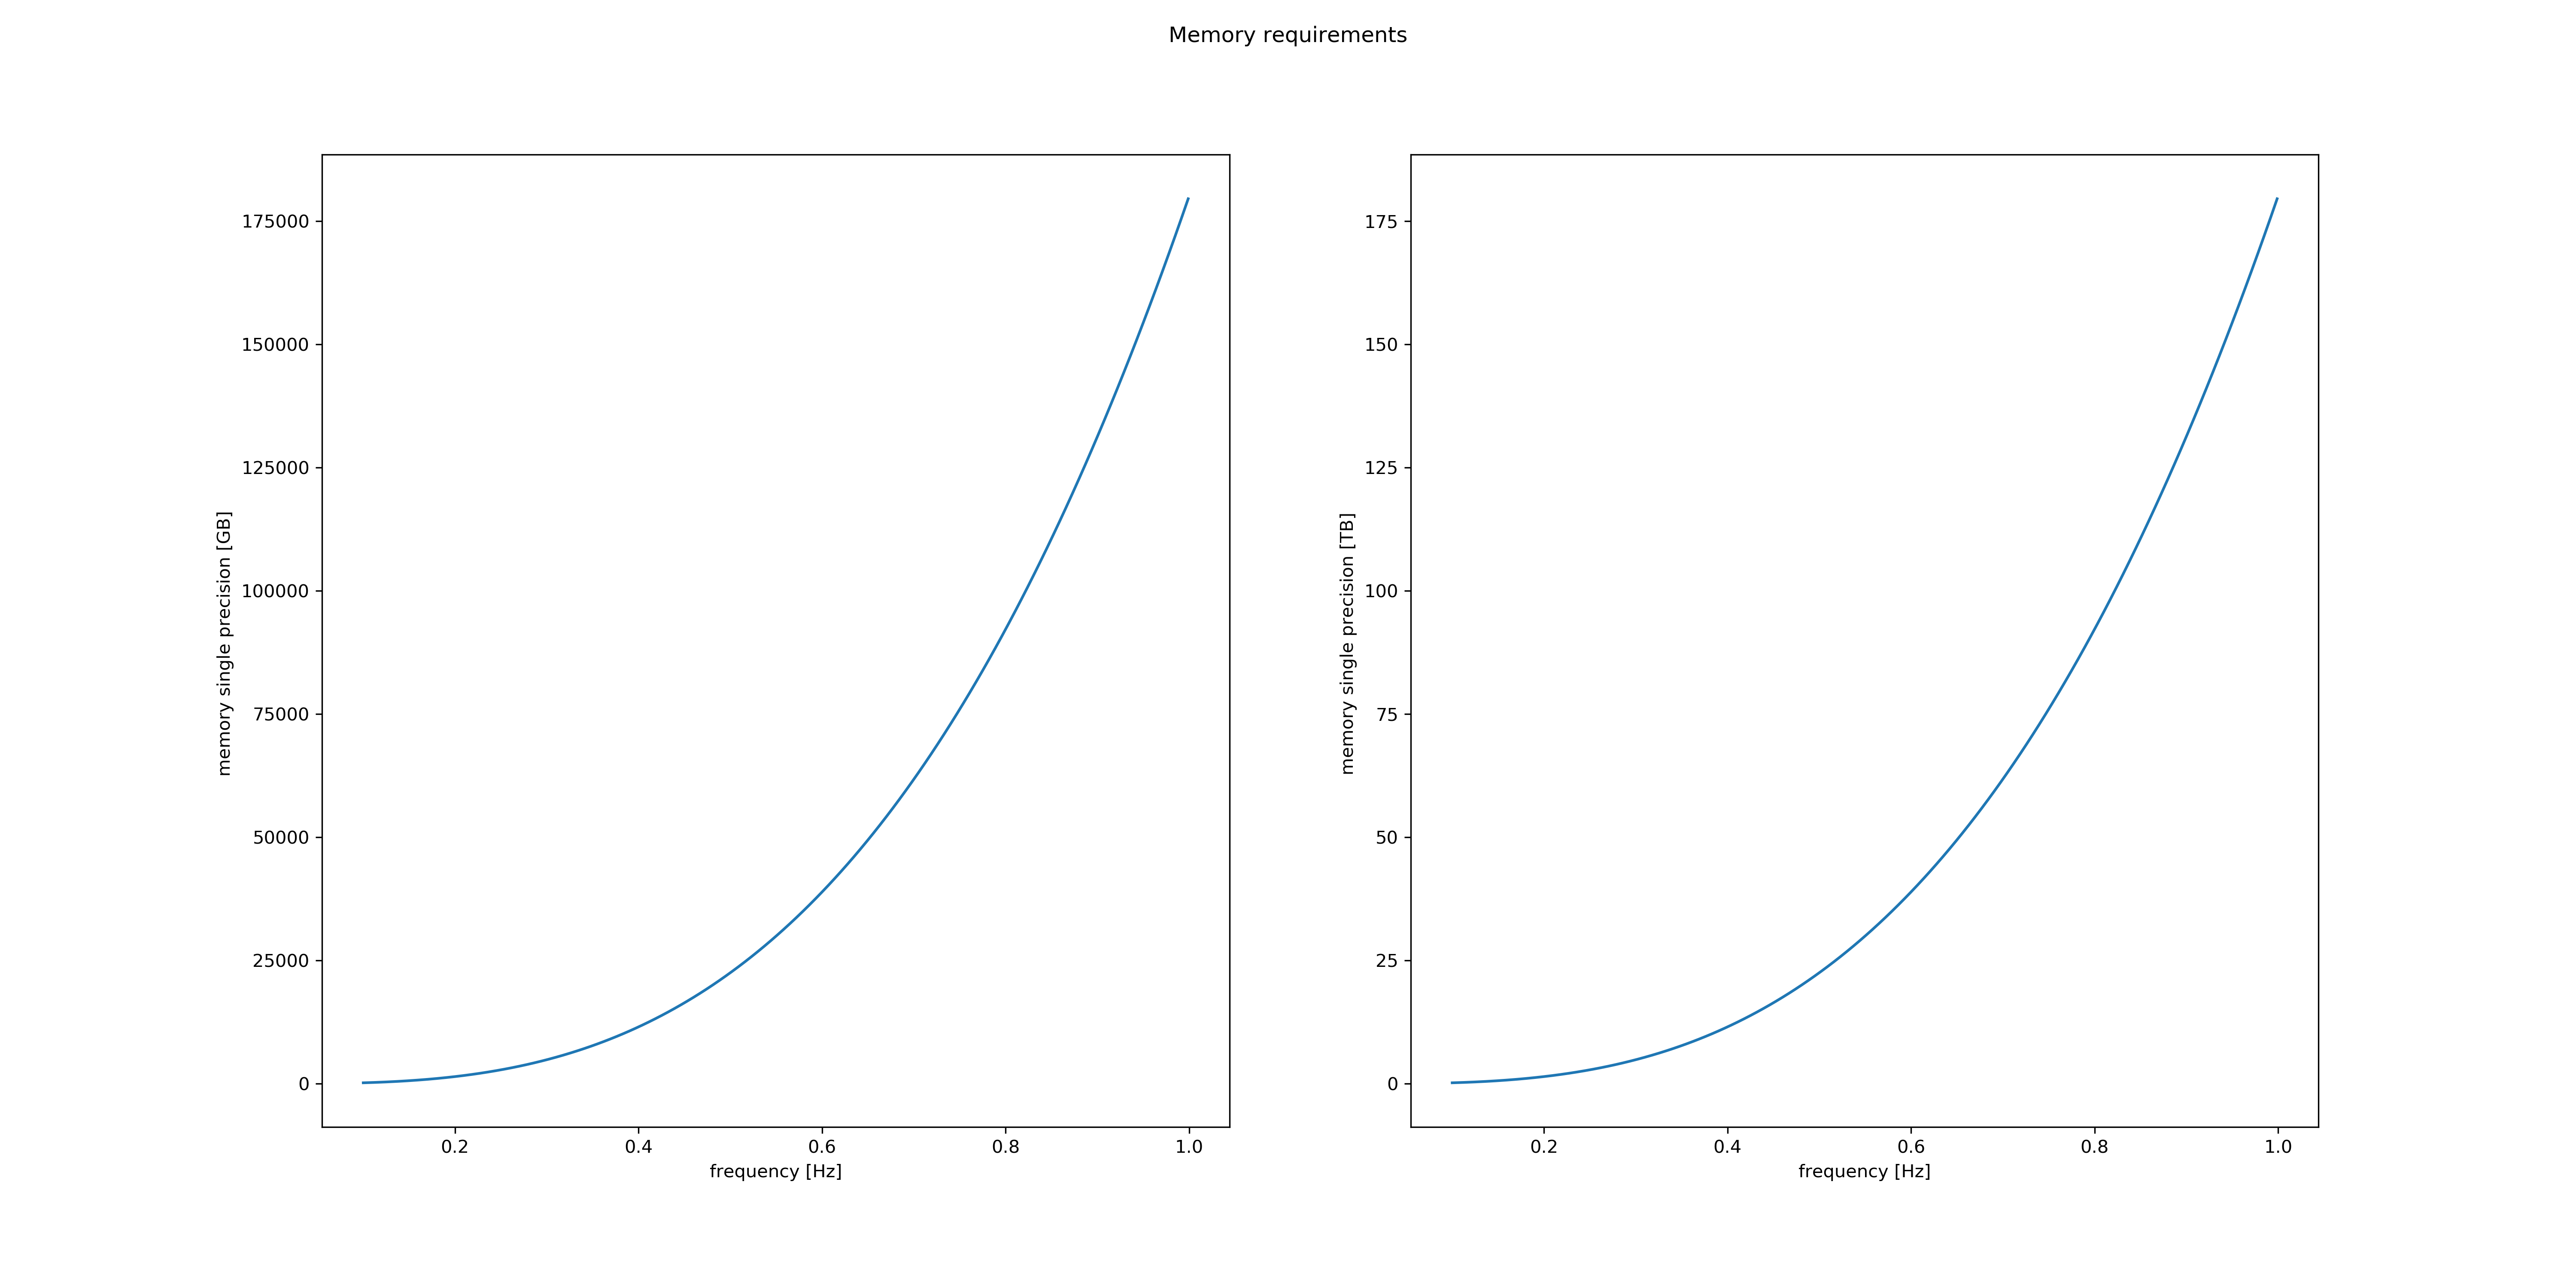 Memory requirements
175000
150000
125000
100000
75000
50000
25000
0
memory single precision [GB]
0.2 0.4 0.6 0.8 1.0
frequency [Hz]
175
150
125
100
75
50
25
0
memory single precision [TB]
0.2 0.4 0.6 0.8 1.0
frequency [Hz]